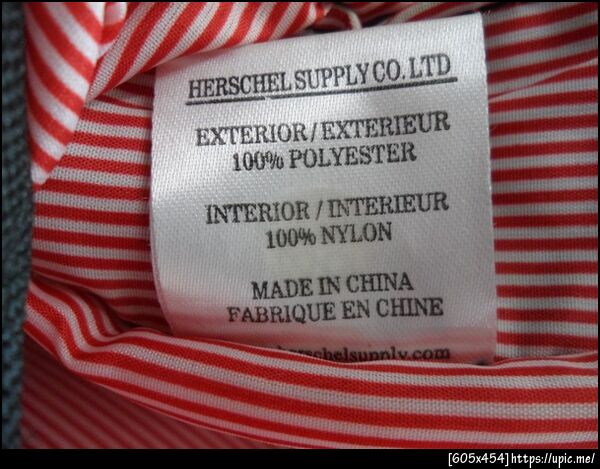 HERSCHEL SUPPLY CO. LTD
EXTERIOR / EXTERIEUR
100% POLYESTER
INTERIOR / INTERIEUR
100% NYLON
MADE IN CHINA
FABRIQUE EN CHINE
herschelsupply.com
[605x454]https://upic.me/